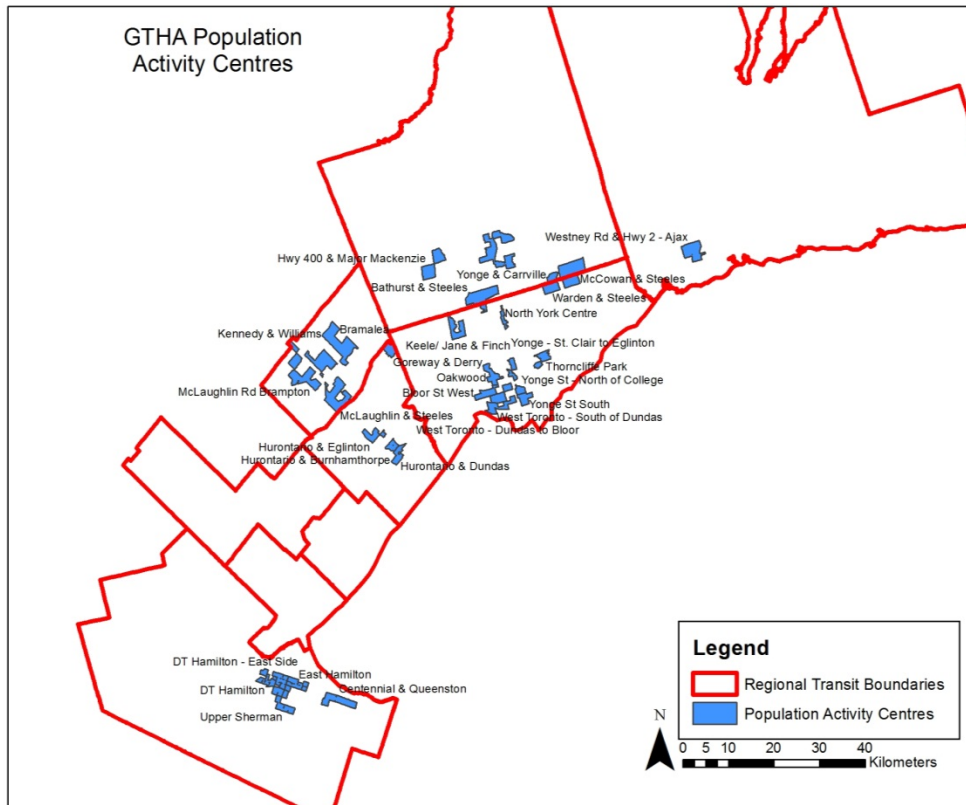 GTHA Population
Activity Centres
Westney Rd & Hwy 2 - Ajax
Hwy 400 & Major Mackenzie
Yonge & Carrville
McCowan & Steeles
Bathurst & Steeles
Warden & Steeles
North York Centre
Kennedy & Williams
Bramalea
Keele/ Jane & Finch
Yonge - St. Clair to Eglinton
Goreway & Derry
Thorncliffe Park
Oakwood
Yonge St - North of College
McLaughlin Rd Brampton
Bloor St West
Yonge St South
McLaughlin & Steeles
West Toronto - South of Dundas
West Toronto - Dundas to Bloor
Hurontario & Eglinton
Hurontario & Burnhamthorpe
Hurontario & Dundas
DT Hamilton - East Side
East Hamilton
DT Hamilton
Centennial & Queenston
Upper Sherman
Legend
Regional Transit Boundaries
Population Activity Centres
N
0 5 10 20 30 40
Kilometers